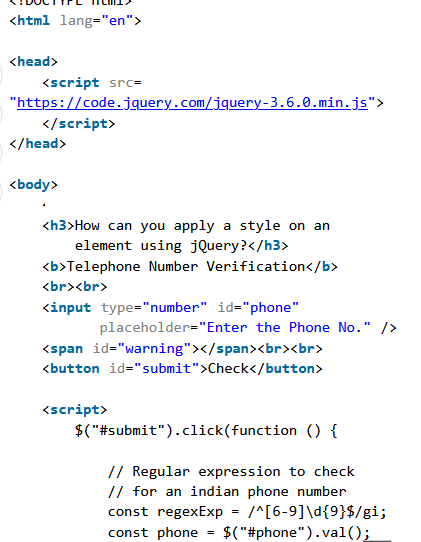 <!DOCTYPE html>
<html lang="en">
<head>
<script src=
"https://code.jquery.com/jquery-3.6.0.min.js">
</script>
</head>
<body>
<h3>How can you apply a style on an
element using jQuery?</h3>
<b>Telephone Number Verification</b>
<br><br>
<input type="number" id="phone"
placeholder="Enter the Phone No." />
<span id="warning"></span><br><br>
<button id="submit">Check</button>
<script>
$("#submit").click(function () {
// Regular expression to check
// for an indian phone number
const regexExp = /^[6-9]\d{9}$/gi;
const phone = $("#phone").val();